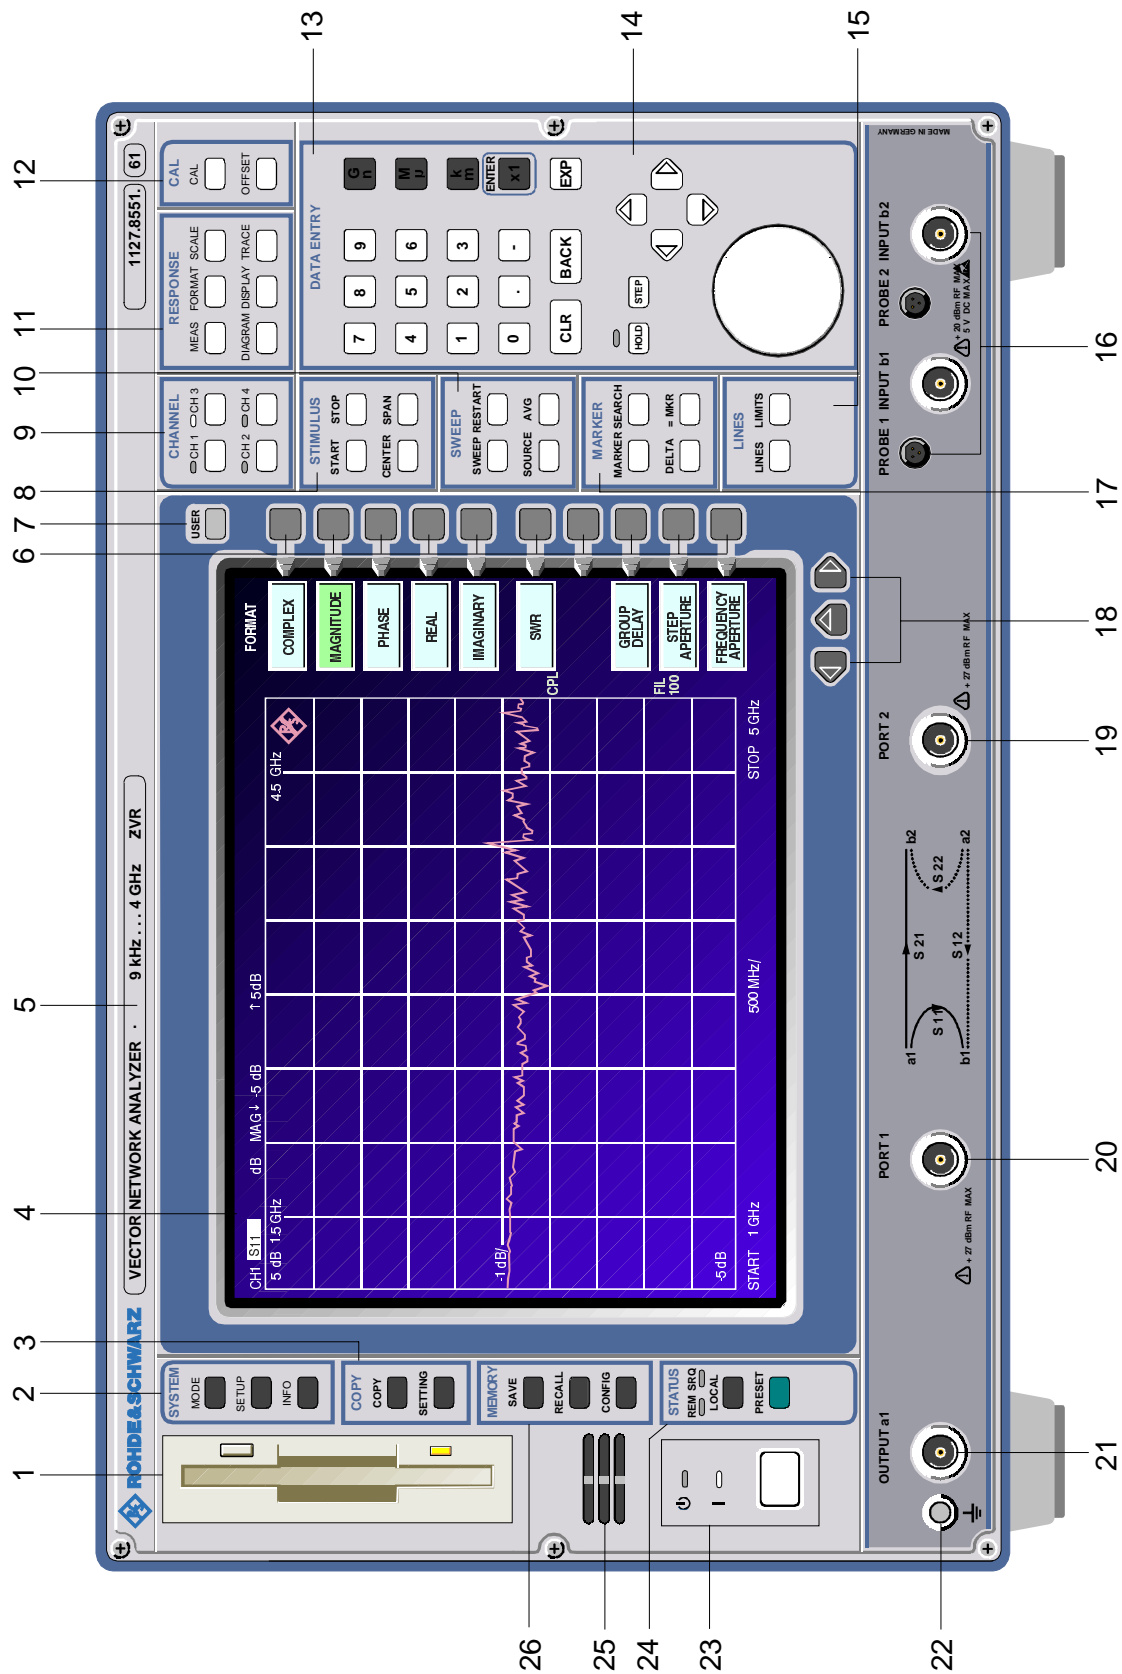 1 2 3 4 5 6 7 8 9 10 11 12
ROHDE&SCHWARZ
VECTOR NETWORK ANALYZER · 9 kHz . . . 4 GHz ZVR
1127.8551. 61
SYSTEM
MODE
SETUP
INFO
COPY
COPY
SETTING
MEMORY
SAVE
RECALL
CONFIG
STATUS
REM SRQ
LOCAL
PRESET
CH1 S11 dB MAG↓ -5 dB ↑5dB
5 dB 1.5 GHz 4.5 GHz
-1 dB/
-5 dB
START 1 GHz 500 MHz/ STOP 5 GHz
CPL
FIL
100
FORMAT
COMPLEX
MAGNITUDE
PHASE
REAL
IMAGINARY
SWR
GROUP
DELAY
STEP
APERTURE
FREQUENCY
APERTURE
USER
CHANNEL
CH 1 CH 3
CH 2 CH 4
RESPONSE
MEAS FORMAT SCALE
DIAGRAM DISPLAY TRACE
CAL
CAL
OFFSET
STIMULUS
START STOP
CENTER SPAN
SWEEP
SWEEP RESTART
SOURCE AVG
MARKER
MARKER SEARCH
DELTA = MKR
LINES
LINES LIMITS
DATA ENTRY
7 8 9 G n
4 5 6 M µ
1 2 3 k m
ENTER
0 . - x1
CLR BACK EXP
HOLD STEP
13
14
15
OUTPUT a1
PORT 1
+ 27 dBm RF MAX
a1 b2
S 21
S 11 S 22
S 12
b1 a2
PORT 2
+ 27 dBm RF MAX
PROBE 1 INPUT b1
PROBE 2 INPUT b2
+ 20 dBm RF MAX
5 V DC MAX
MADE IN GERMANY
26
25
24
23
22 21 20 19 18 17 16